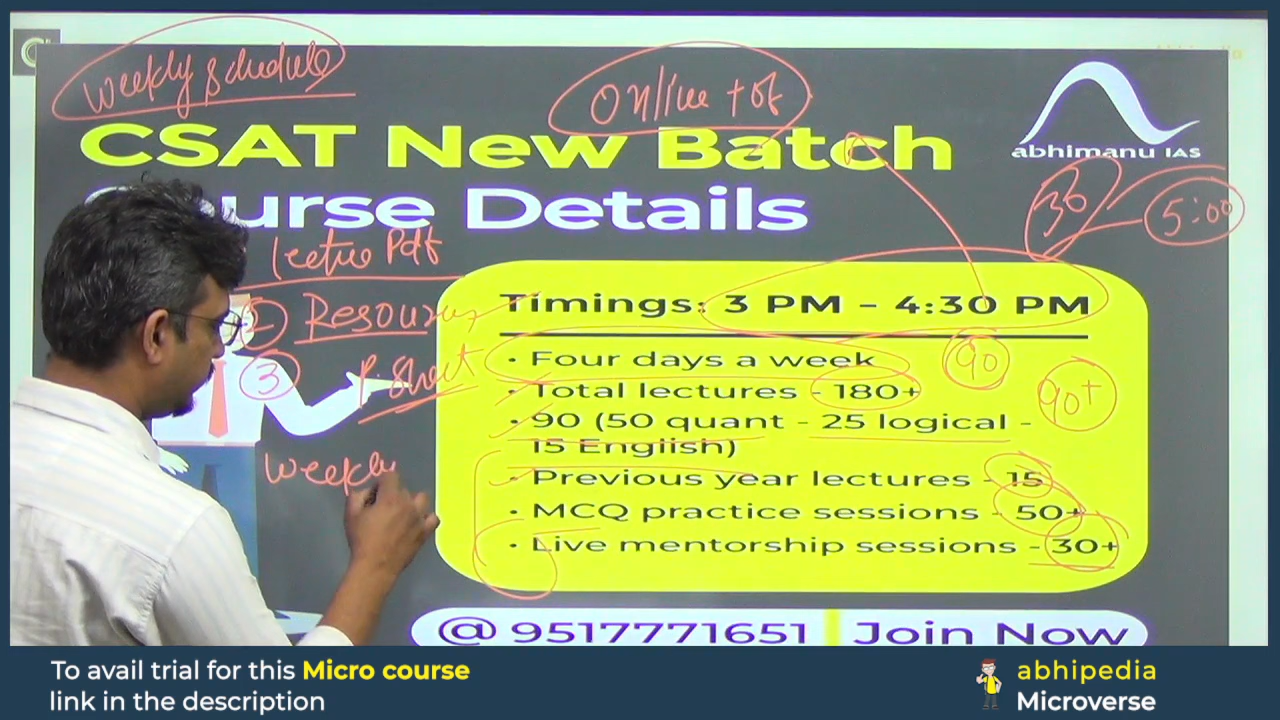 Weekly schedule
Online + of
CSAT New Batch
abhimanu IAS
Course Details
30
5:00
lecture Pdf
2 Resources
3 P. Sheet
Weekly
Timings: 3 PM - 4:30 PM
• Four days a week
90
• Total lectures - 180+
90+
• 90 (50 quant - 25 logical -
15 English)
• Previous year lectures - 15
• MCQ practice sessions - 50+
• Live mentorship sessions - 30+
@ 9517771651 Join Now
To avail trial for this Micro course
link in the description
abhipedia
Microverse